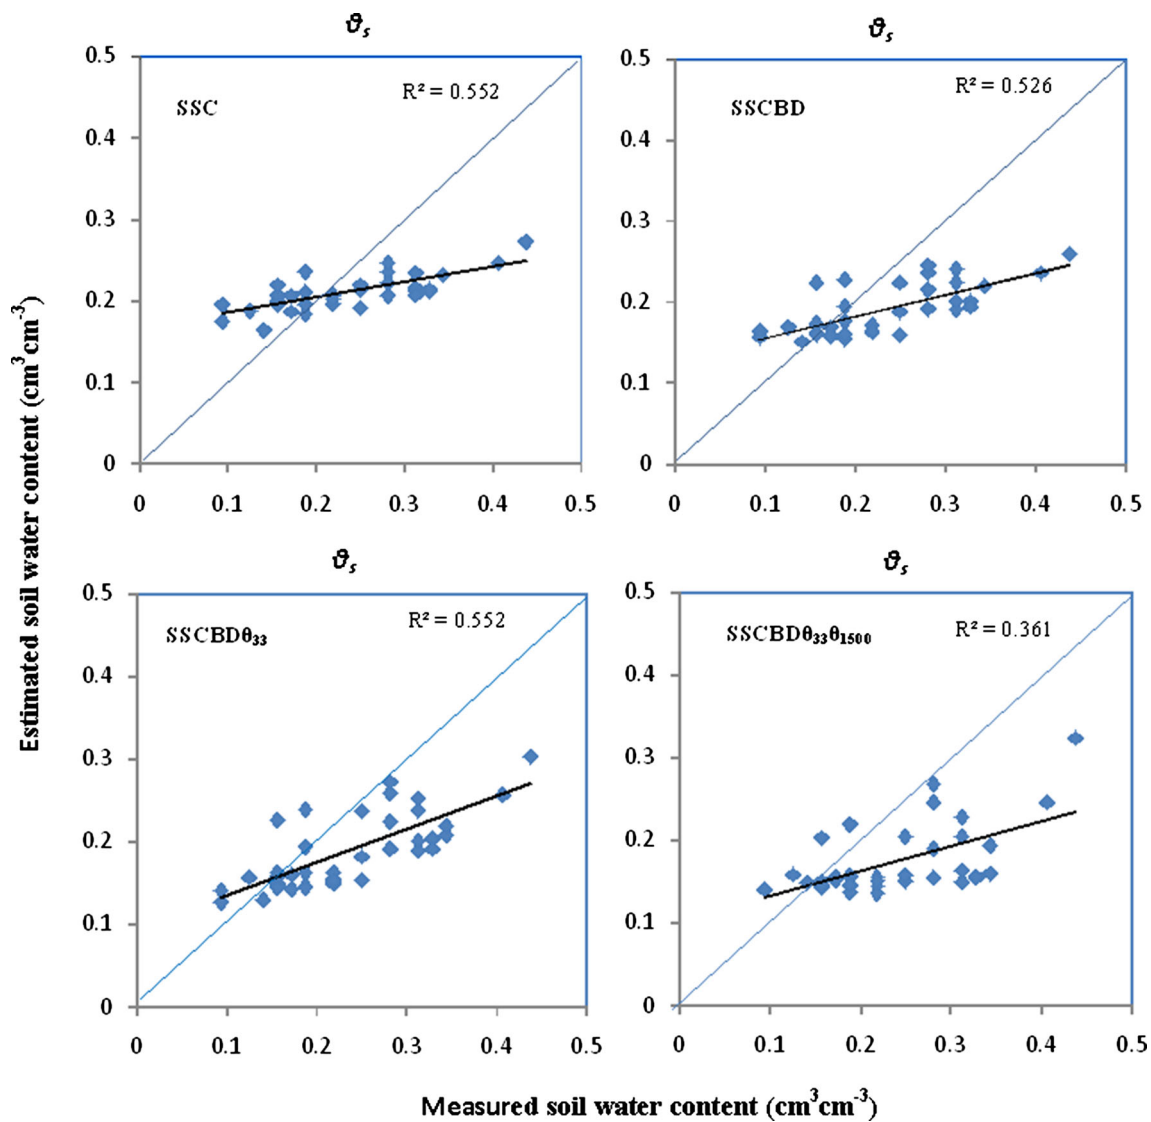 ϑs
0.5
0.4
0.3
0.2
0.1
0
SSC
R² = 0.552
0 0.1 0.2 0.3 0.4 0.5
ϑs
0.5
0.4
0.3
0.2
0.1
0
SSCBD
R² = 0.526
0 0.1 0.2 0.3 0.4 0.5
Estimated soil water content (cm³ cm⁻³)
ϑs
0.5
0.4
0.3
0.2
0.1
0
SSCBDθ₃₃
R² = 0.552
0 0.1 0.2 0.3 0.4 0.5
ϑs
0.5
0.4
0.3
0.2
0.1
0
SSCBDθ₃₃θ₁₅₀₀
R² = 0.361
0 0.1 0.2 0.3 0.4 0.5
Measured soil water content (cm³cm⁻³)